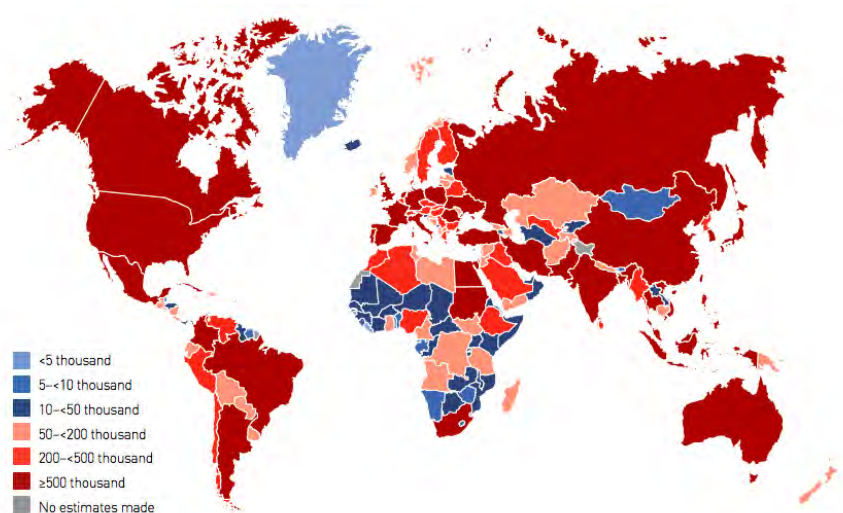 <5 thousand
5–<10 thousand
10–<50 thousand
50–<200 thousand
200–<500 thousand
≥500 thousand
No estimates made